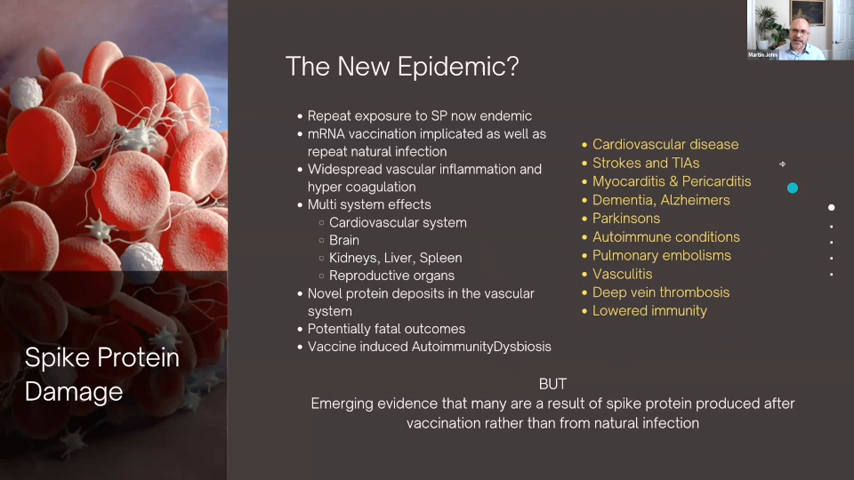 Martin Jehn
The New Epidemic?
• Repeat exposure to SP now endemic
• mRNA vaccination implicated as well as
repeat natural infection
• Widespread vascular inflammation and
hyper coagulation
• Multi system effects
○ Cardiovascular system
○ Brain
○ Kidneys, Liver, Spleen
○ Reproductive organs
• Novel protein deposits in the vascular
system
• Potentially fatal outcomes
• Vaccine induced AutoimmunityDysbiosis
• Cardiovascular disease
• Strokes and TIAs
• Myocarditis & Pericarditis
• Dementia, Alzheimers
• Parkinsons
• Autoimmune conditions
• Pulmonary embolisms
• Vasculitis
• Deep vein thrombosis
• Lowered immunity
Spike Protein
Damage
BUT
Emerging evidence that many are a result of spike protein produced after
vaccination rather than from natural infection